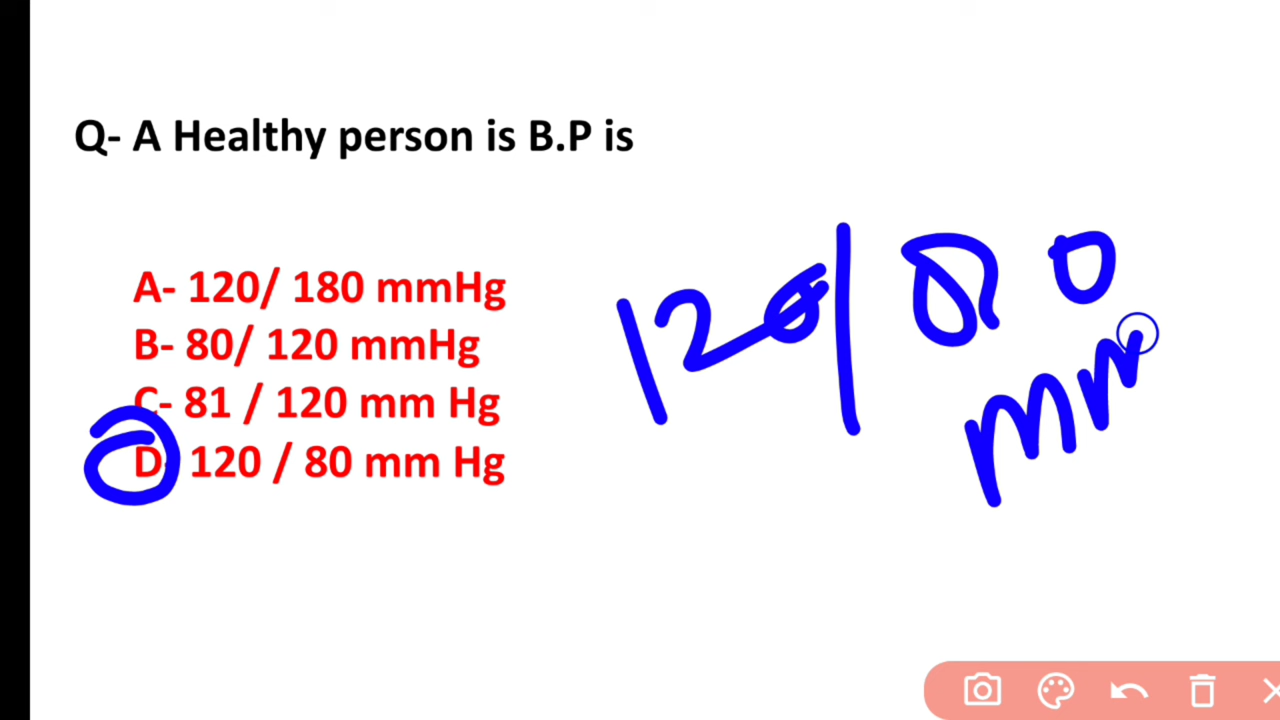 Q- A Healthy person is B.P is
A- 120/ 180 mmHg
B- 80/ 120 mmHg
C- 81 / 120 mm Hg
D- 120 / 80 mm Hg
120/80
mm